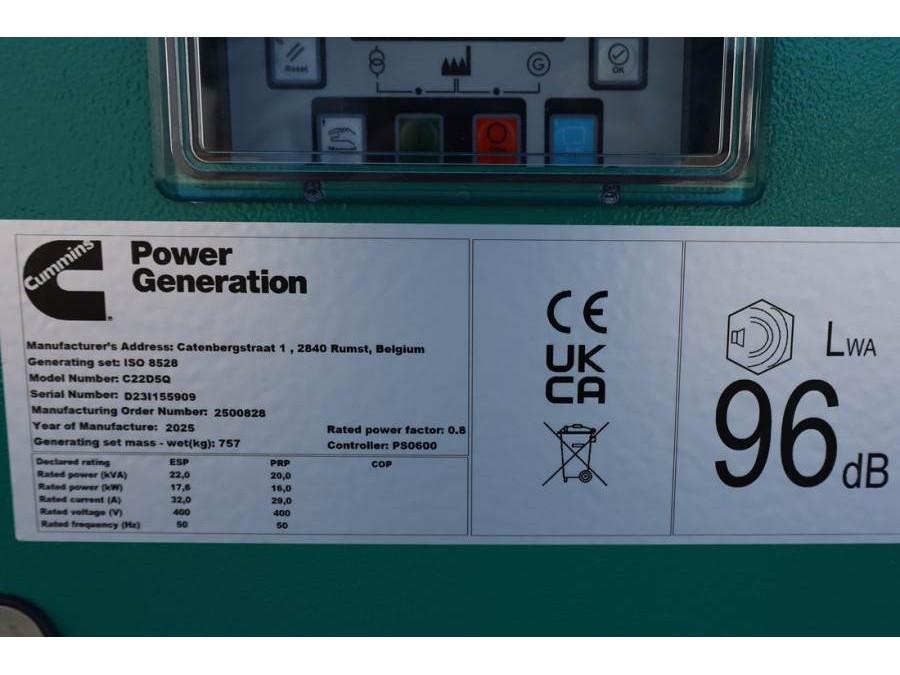 Reset
G
OK
Manual
Cummins
Power
Generation
Manufacturer's Address: Catenbergstraat 1 , 2840 Rumst, Belgium
Generating set: ISO 8528
Model Number: C22D5Q
Serial Number: D23I155909
Manufacturing Order Number: 2500828
Year of Manufacture: 2025
Rated power factor: 0.8
Generating set mass - wet(kg): 757
Controller: PS0600
Declared rating ESP PRP COP
Rated power (kVA) 22,0 20,0
Rated power (kW) 17,6 16,0
Rated current (A) 32,0 29,0
Rated voltage (V) 400 400
Rated frequency (Hz) 50 50
CE
UK
CA
LWA
96 dB